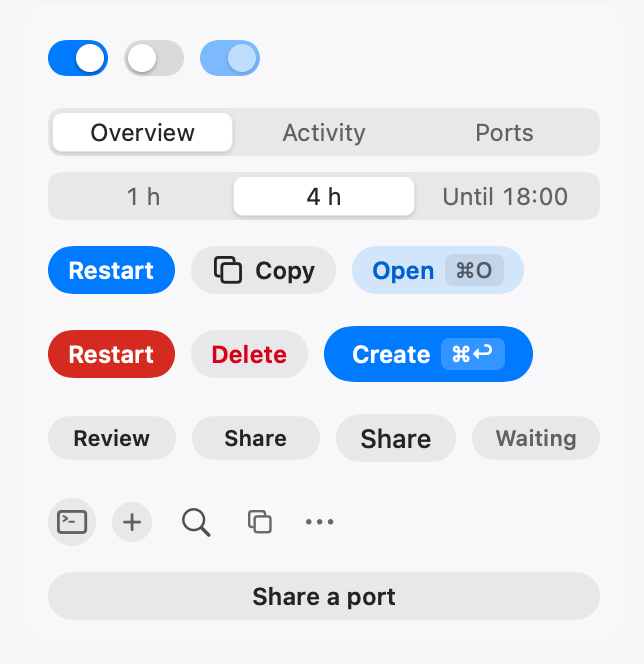 Overview Activity Ports
1 h 4 h Until 18:00
Restart Copy Open ⌘O
Restart Delete Create ⌘↩
Review Share Share Waiting
Share a port